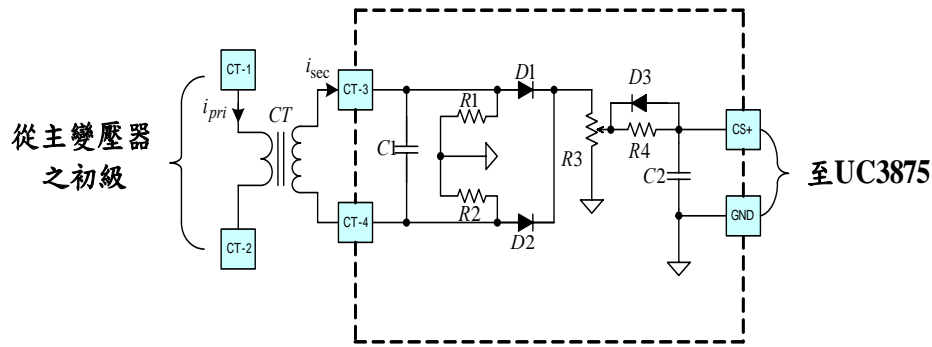 CT-1
i_pri
CT
CT-2
從主變壓器
之初級
i_sec
CT-3
CT-4
C1
R1
R2
D1
D2
R3
D3
R4
C2
CS+
GND
至UC3875